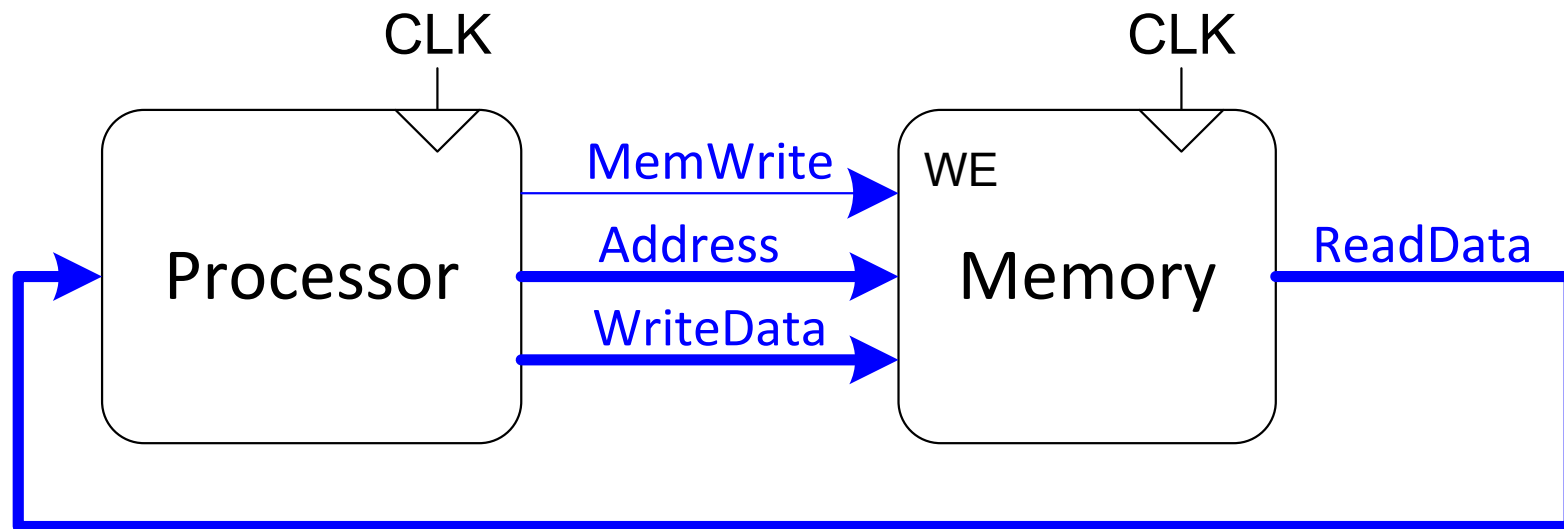 CLK
CLK
MemWrite
WE
Processor
Address
Memory
ReadData
WriteData